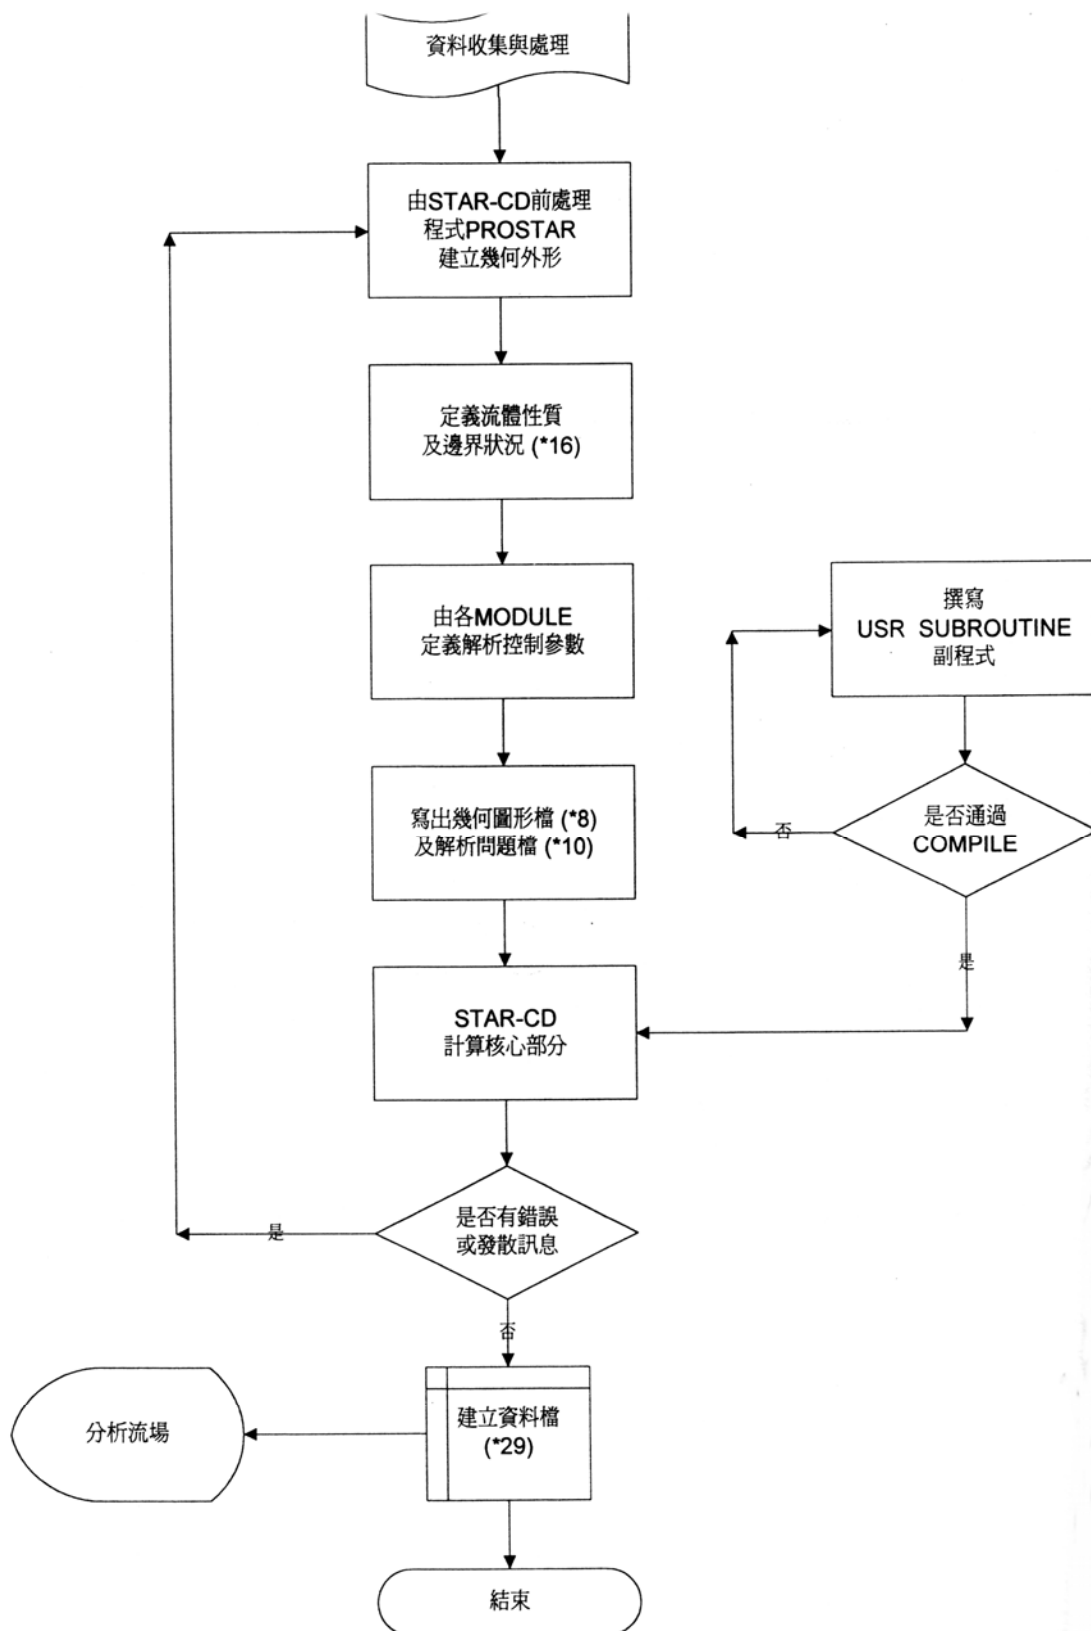 資料收集與處理
由STAR-CD前處理
程式PROSTAR
建立幾何外形
定義流體性質
及邊界狀況 (*16)
由各MODULE
定義解析控制參數
撰寫
USR SUBROUTINE
副程式
寫出幾何圖形檔 (*8)
及解析問題檔 (*10)
是否通過
COMPILE
否
是
STAR-CD
計算核心部分
是否有錯誤
或發散訊息
是
否
建立資料檔
(*29)
分析流場
結束